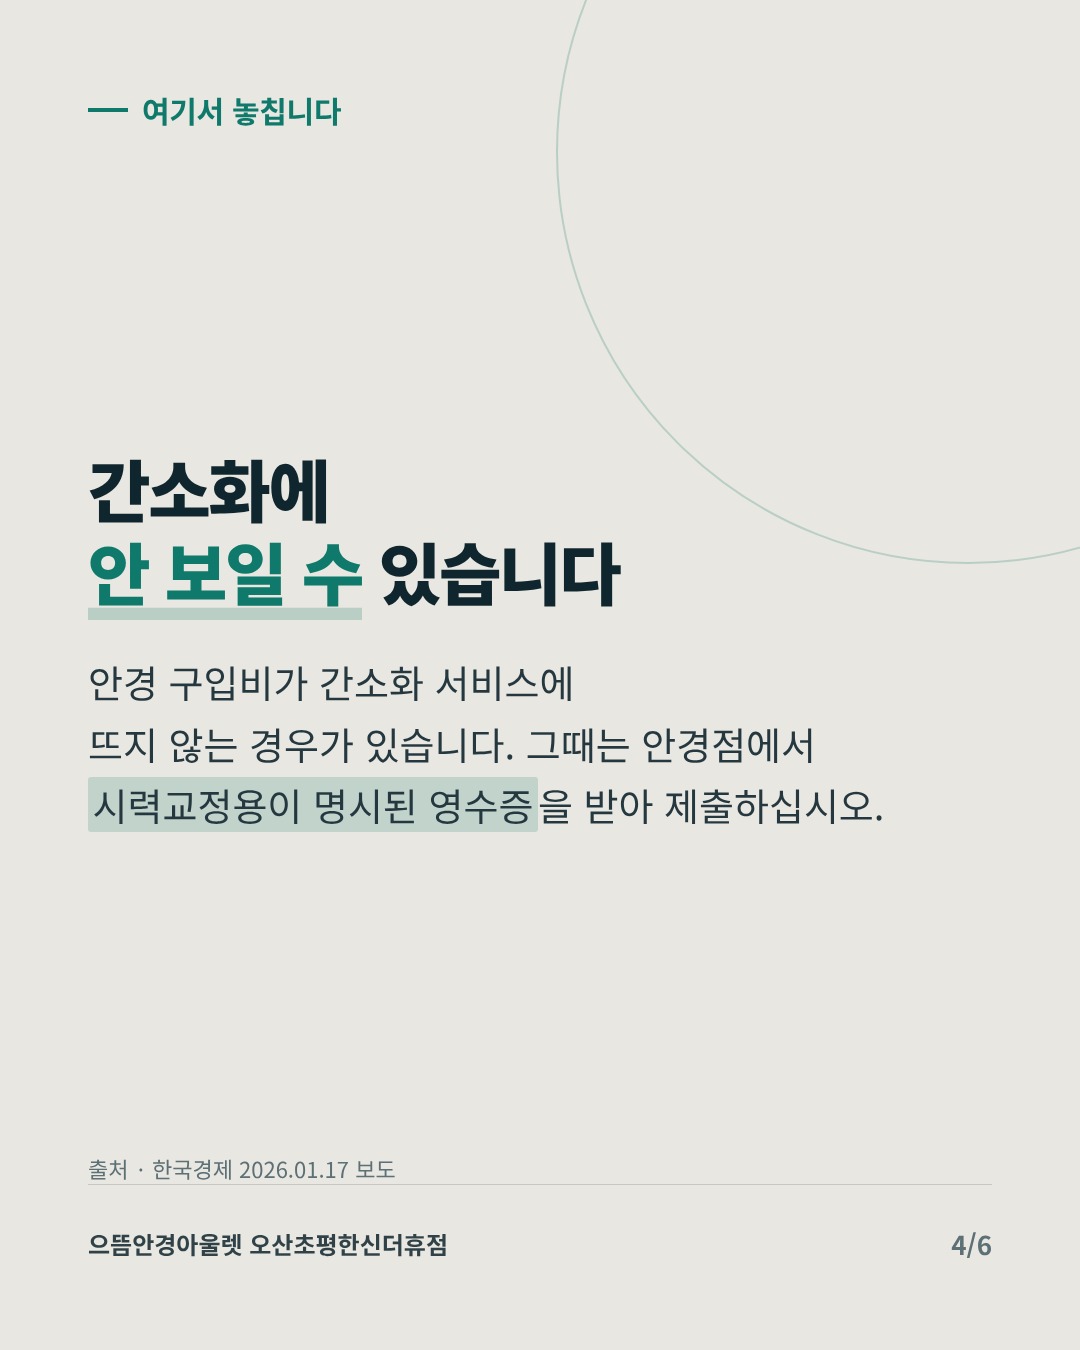 여기서 놓칩니다
간소화에
안 보일 수 있습니다
안경 구입비가 간소화 서비스에
뜨지 않는 경우가 있습니다. 그때는 안경점에서
시력교정용이 명시된 영수증을 받아 제출하십시오.
출처 · 한국경제 2026.01.17 보도
으뜸안경아울렛 오산초평한신더휴점
4/6